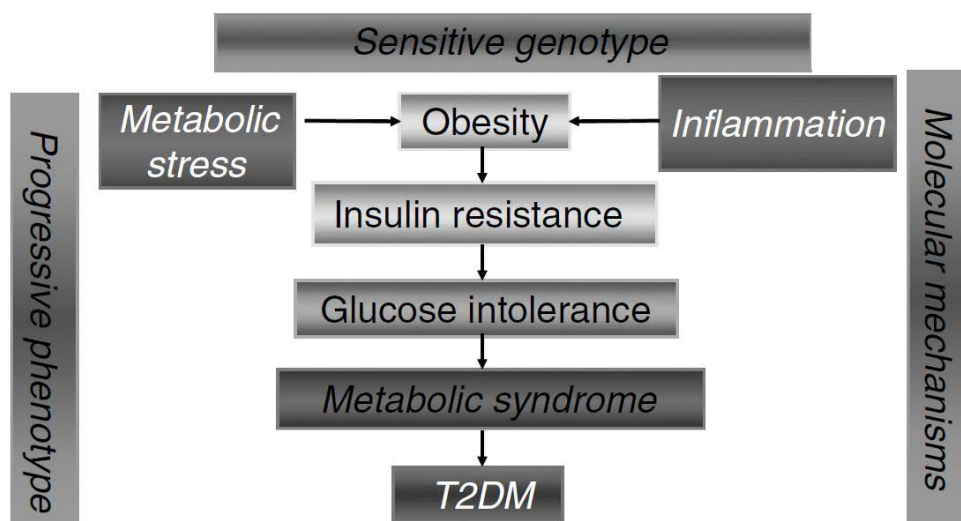 Sensitive genotype
Metabolic
stress
Obesity
Inflammation
Insulin resistance
Glucose intolerance
Metabolic syndrome
T2DM
Progressive phenotype
Molecular mechanisms